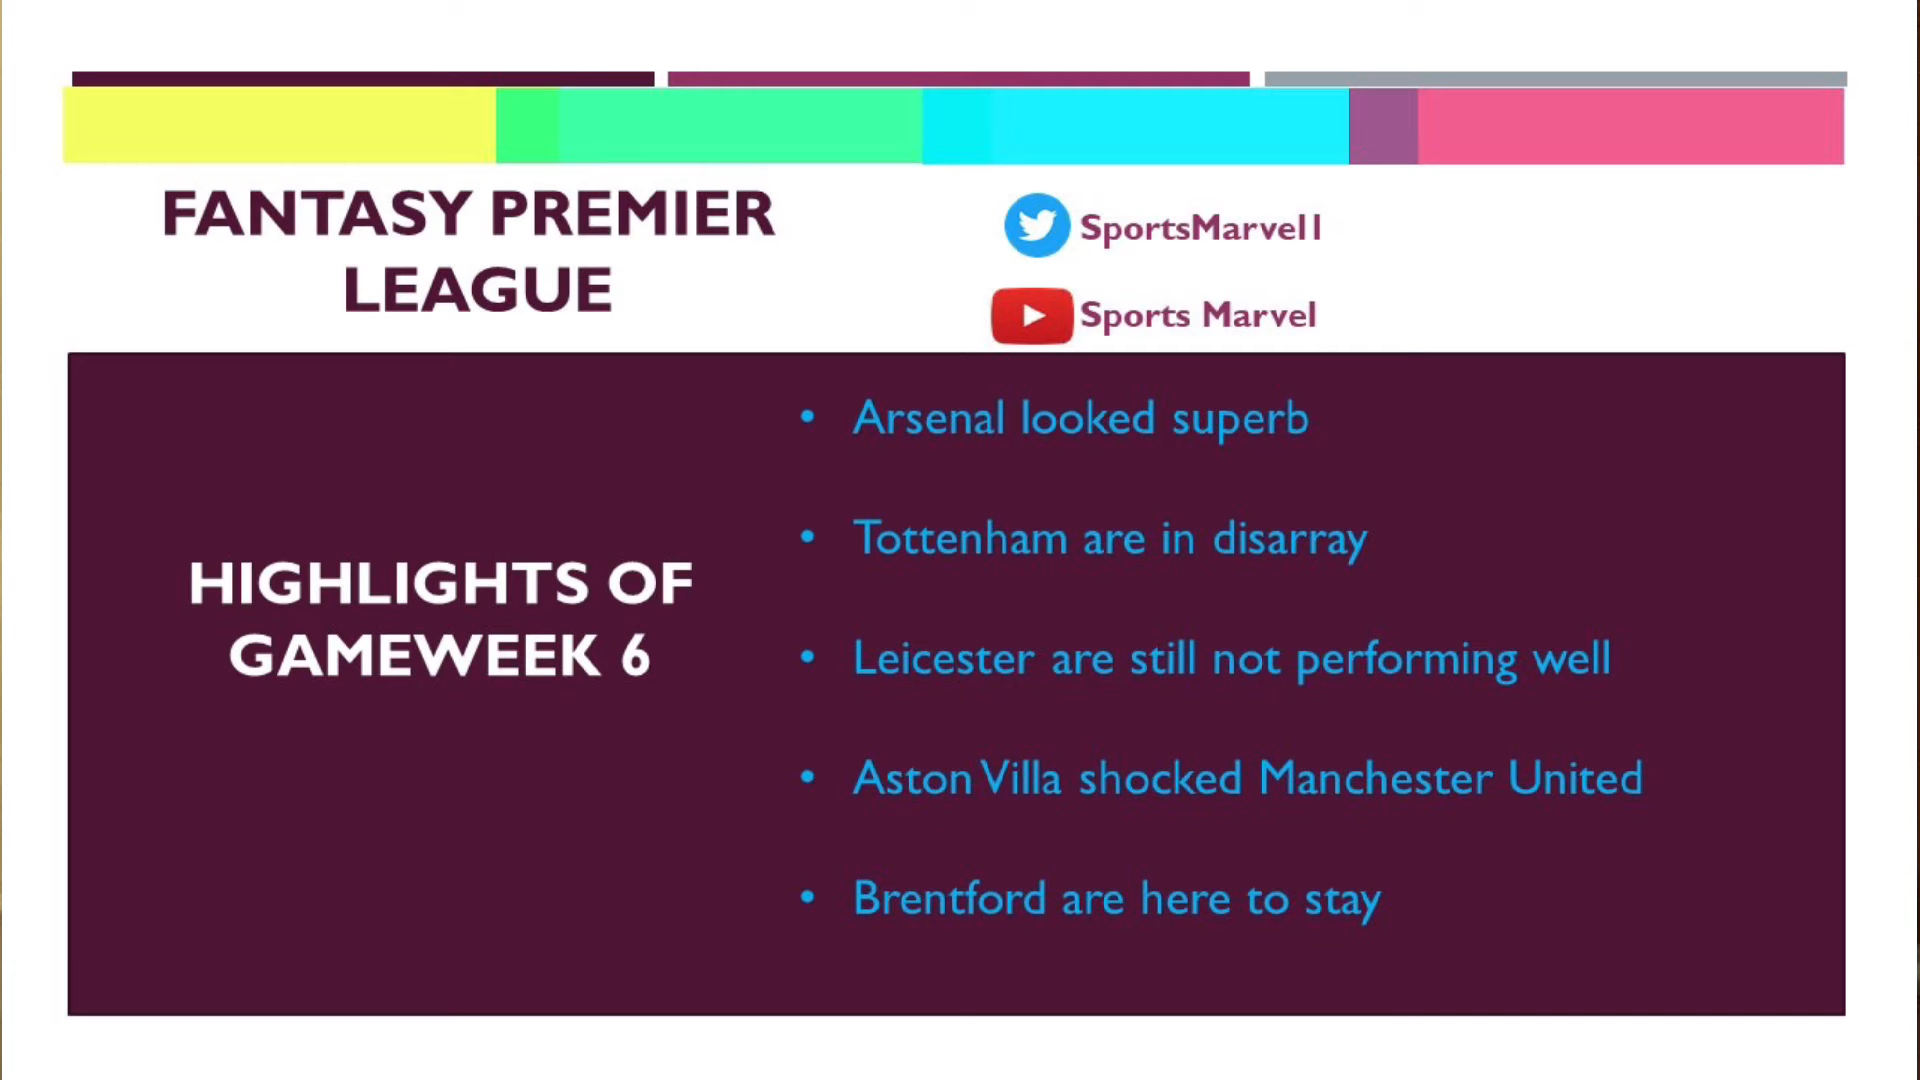 FANTASY PREMIER
LEAGUE
SportsMarvel1
Sports Marvel
HIGHLIGHTS OF
GAMEWEEK 6
• Arsenal looked superb
• Tottenham are in disarray
• Leicester are still not performing well
• Aston Villa shocked Manchester United
• Brentford are here to stay